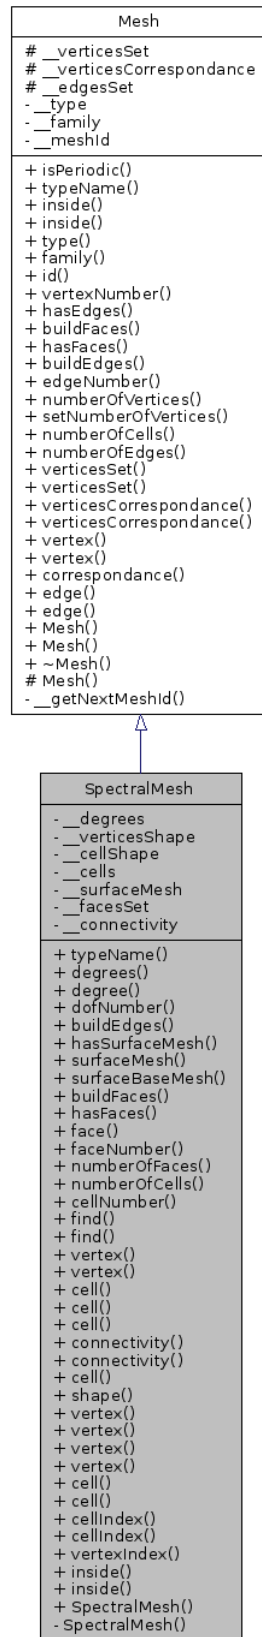 Mesh
# __verticesSet
# __verticesCorrespondance
# __edgesSet
- __type
- __family
- __meshId
+ isPeriodic()
+ typeName()
+ inside()
+ inside()
+ type()
+ family()
+ id()
+ vertexNumber()
+ hasEdges()
+ buildFaces()
+ hasFaces()
+ buildEdges()
+ edgeNumber()
+ numberOfVertices()
+ setNumberOfVertices()
+ numberOfCells()
+ numberOfEdges()
+ verticesSet()
+ verticesSet()
+ verticesCorrespondance()
+ verticesCorrespondance()
+ vertex()
+ vertex()
+ correspondance()
+ edge()
+ edge()
+ Mesh()
+ Mesh()
+ ~Mesh()
# Mesh()
- __getNextMeshId()
SpectralMesh
- __degrees
- __verticesShape
- __cellShape
- __cells
- __surfaceMesh
- __facesSet
- __connectivity
+ typeName()
+ degrees()
+ degree()
+ dofNumber()
+ buildEdges()
+ hasSurfaceMesh()
+ surfaceMesh()
+ surfaceBaseMesh()
+ buildFaces()
+ hasFaces()
+ face()
+ faceNumber()
+ numberOfFaces()
+ numberOfCells()
+ cellNumber()
+ find()
+ find()
+ vertex()
+ vertex()
+ cell()
+ cell()
+ cell()
+ connectivity()
+ connectivity()
+ cell()
+ shape()
+ vertex()
+ vertex()
+ vertex()
+ vertex()
+ cell()
+ cell()
+ cellIndex()
+ cellIndex()
+ vertexIndex()
+ inside()
+ inside()
+ SpectralMesh()
- SpectralMesh()